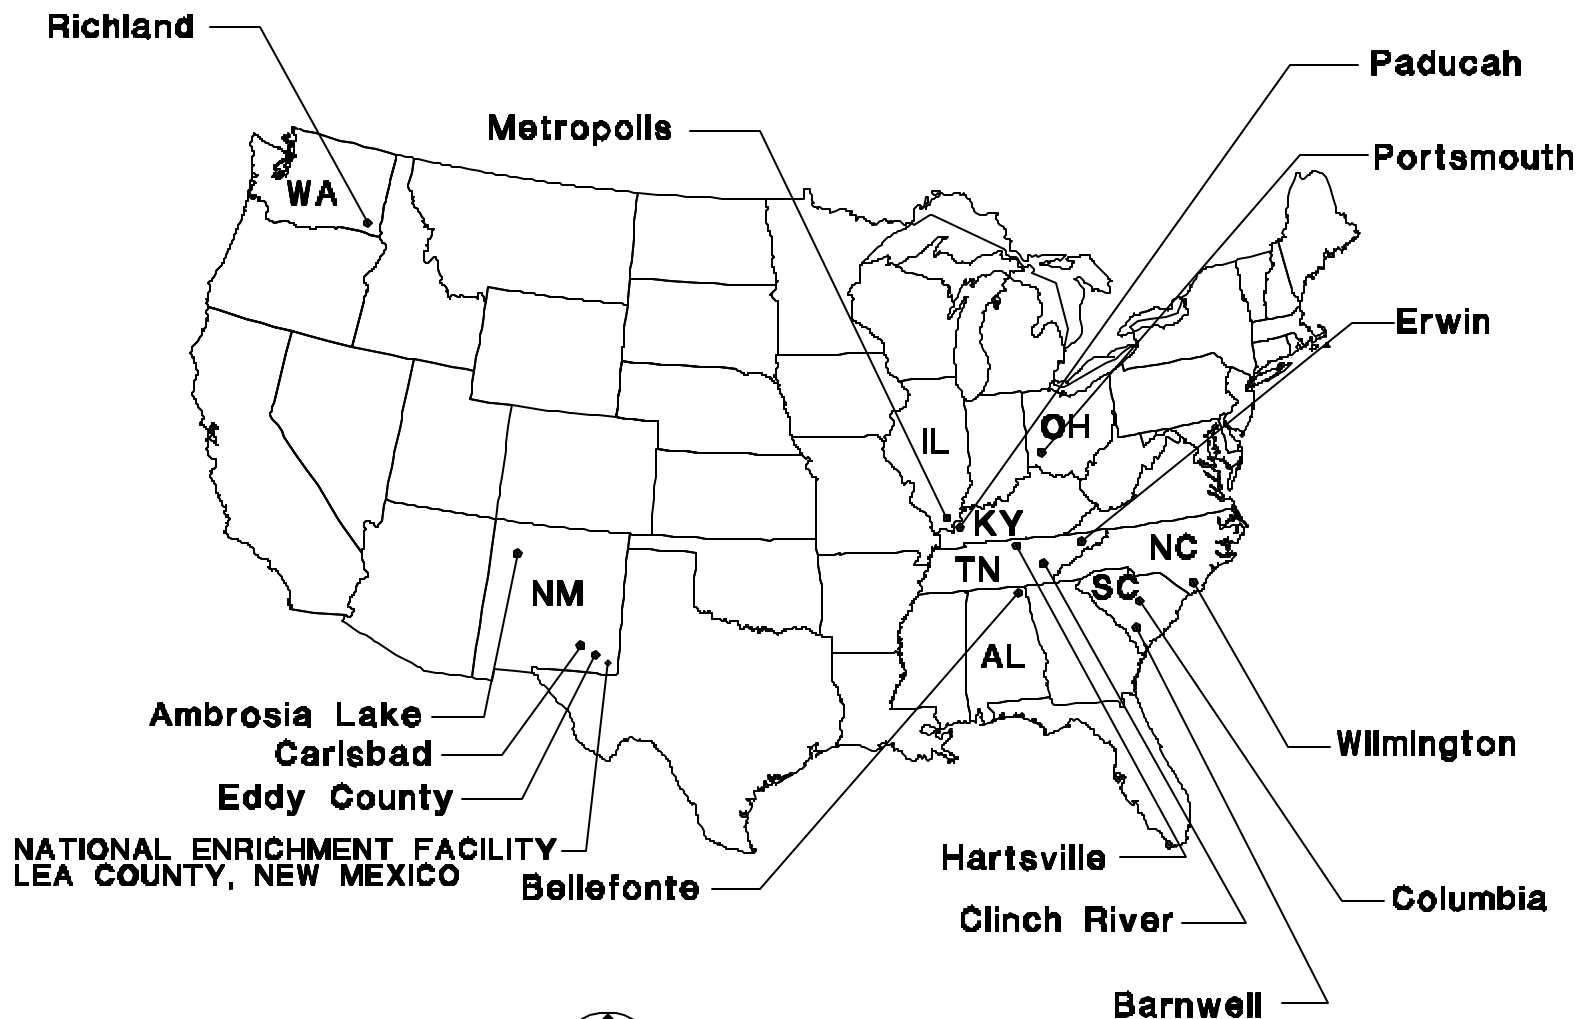 Richland
Paducah
Metropolis
Portsmouth
WA
Erwin
OH
IL
KY
NC
TN
SC
NM
AL
Ambrosia Lake
Carlsbad
Wilmington
Eddy County
NATIONAL ENRICHMENT FACILITY
LEA COUNTY, NEW MEXICO
Hartsville
Bellefonte
Columbia
Clinch River
Barnwell